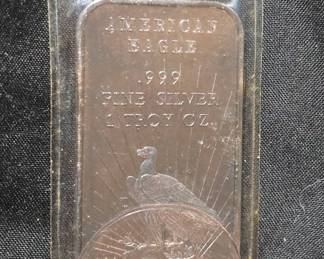 AMERICAN
EAGLE
.999
FINE SILVER
1 TROY OZ.